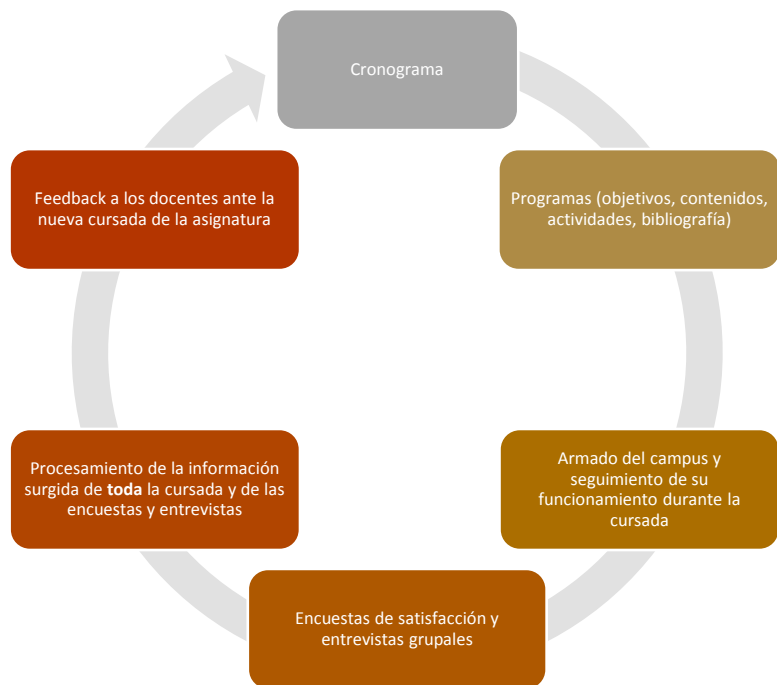 Cronograma
Programas (objetivos, contenidos,
actividades, bibliografía)
Armado del campus y
seguimiento de su
funcionamiento durante la
cursada
Encuestas de satisfacción y
entrevistas grupales
Procesamiento de la información
surgida de toda la cursada y de las
encuestas y entrevistas
Feedback a los docentes ante la
nueva cursada de la asignatura